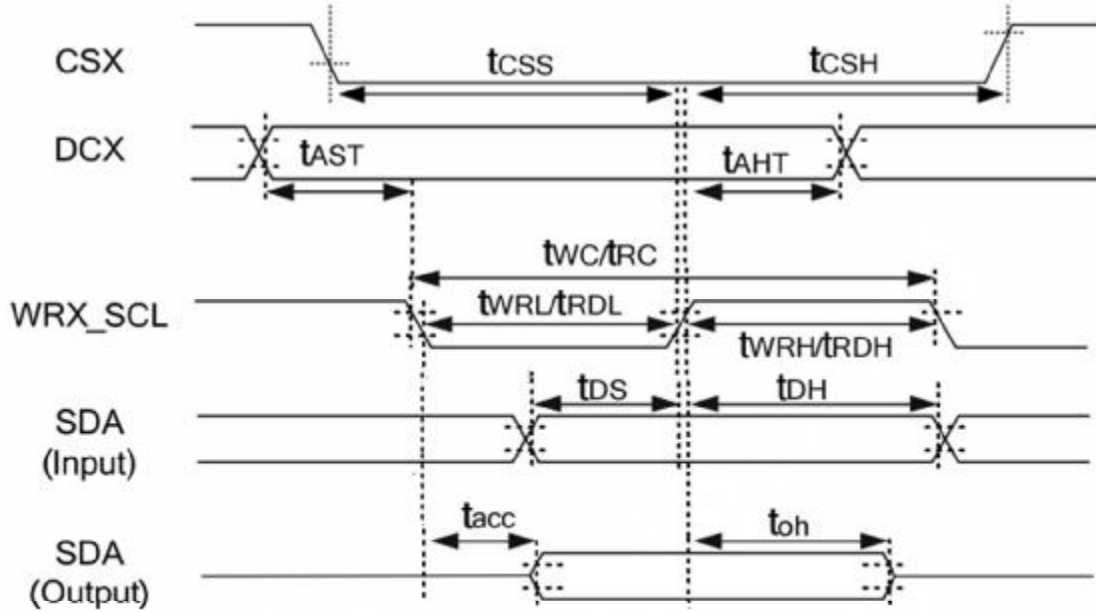 CSX
tCSS
tCSH
DCX
tAST
tAHT
tWC/tRC
WRX_SCL
tWRL/tRDL
tWRH/tRDH
SDA
(Input)
tDS
tDH
SDA
(Output)
tacc
toh